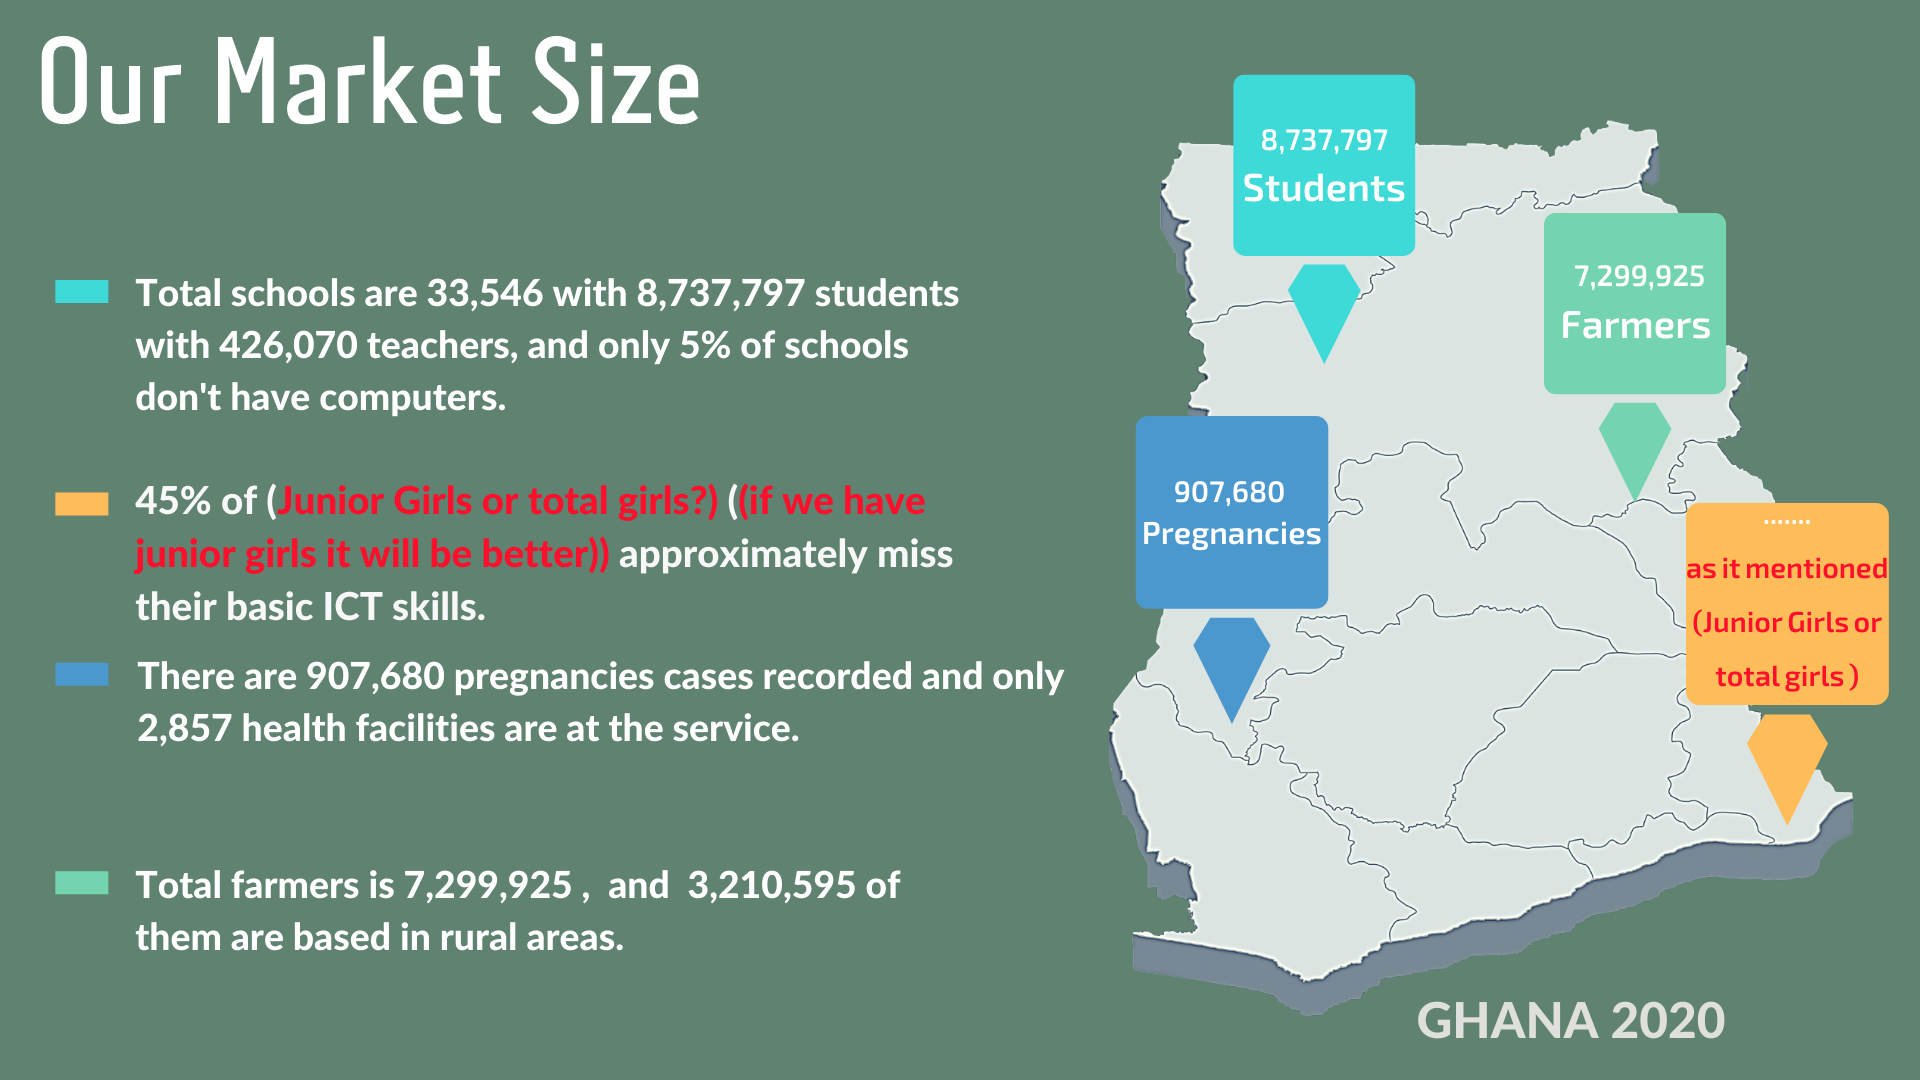 Our Market Size
Total schools are 33,546 with 8,737,797 students
with 426,070 teachers, and only 5% of schools
don't have computers.
45% of (Junior Girls or total girls?) ((if we have
junior girls it will be better)) approximately miss
their basic ICT skills.
There are 907,680 pregnancies cases recorded and only
2,857 health facilities are at the service.
Total farmers is 7,299,925 ,  and  3,210,595 of
them are based in rural areas.
8,737,797
Students
7,299,925
Farmers
907,680
Pregnancies
.......
as it mentioned
(Junior Girls or
total girls )
GHANA 2020